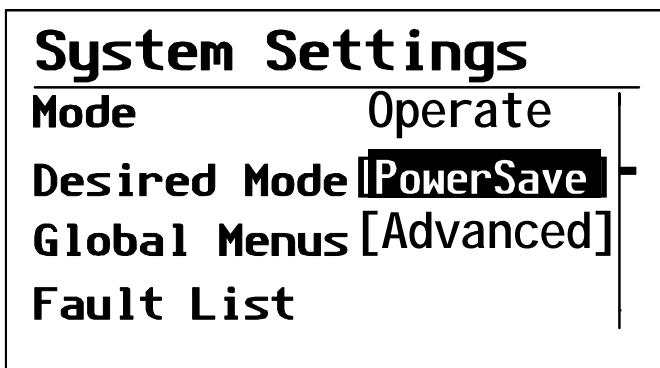 System Settings
Mode Operate
Desired Mode [PowerSave]
Global Menus [Advanced]
Fault List